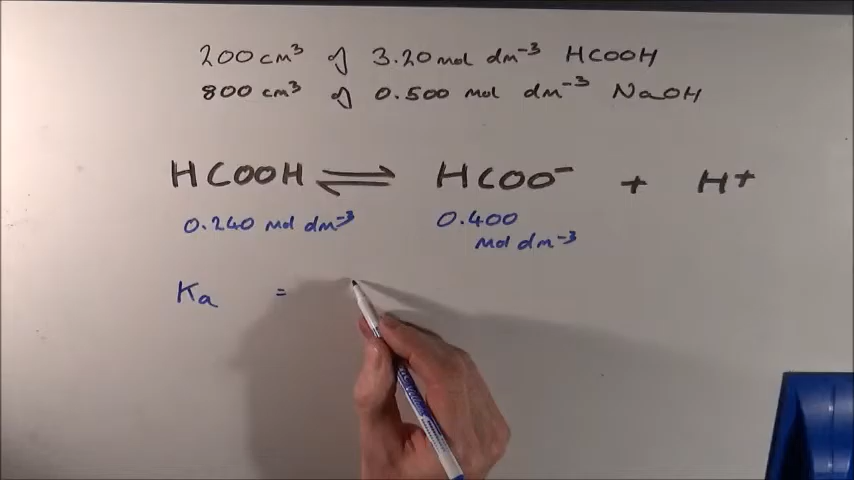 200 cm³ of 3.20 mol dm⁻³ HCOOH
800 cm³ of 0.500 mol dm⁻³ NaOH
HCOOH ⇌ HCOO⁻ + H⁺
0.240 mol dm⁻³ 0.400
mol dm⁻³
Ka =